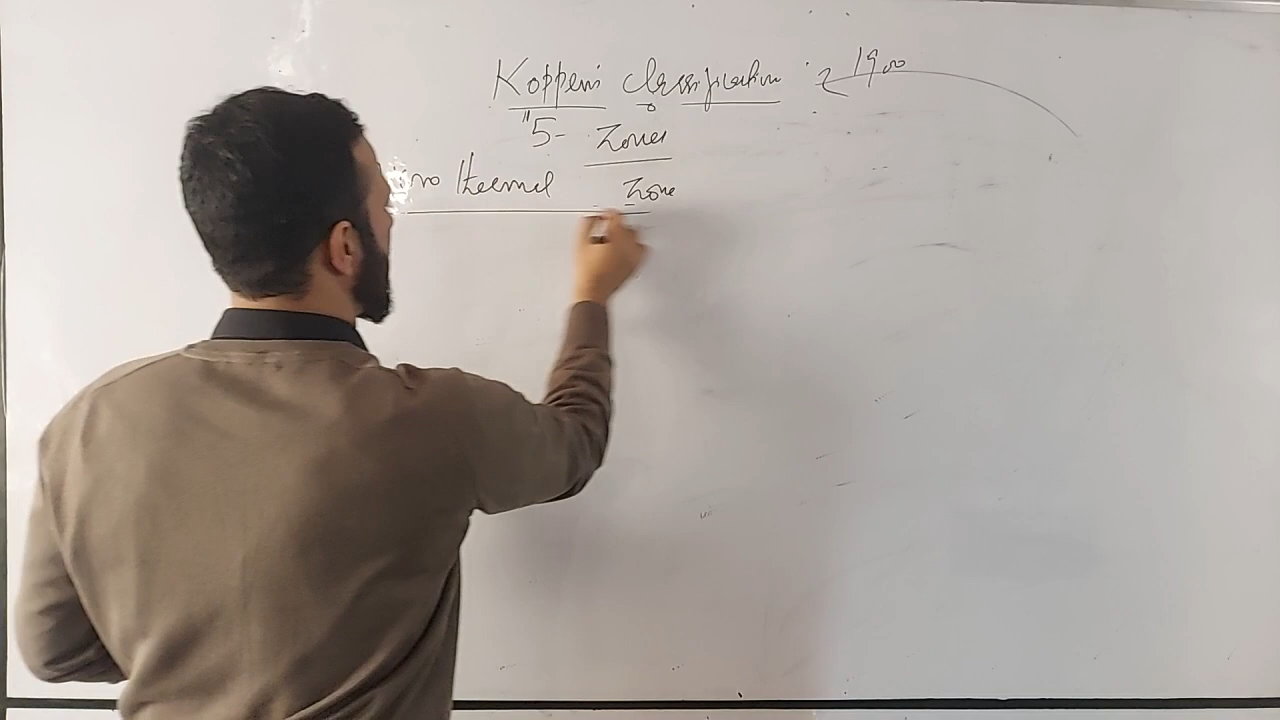 Koppen's classification : 1900
"5- Zones
Thermal Zone